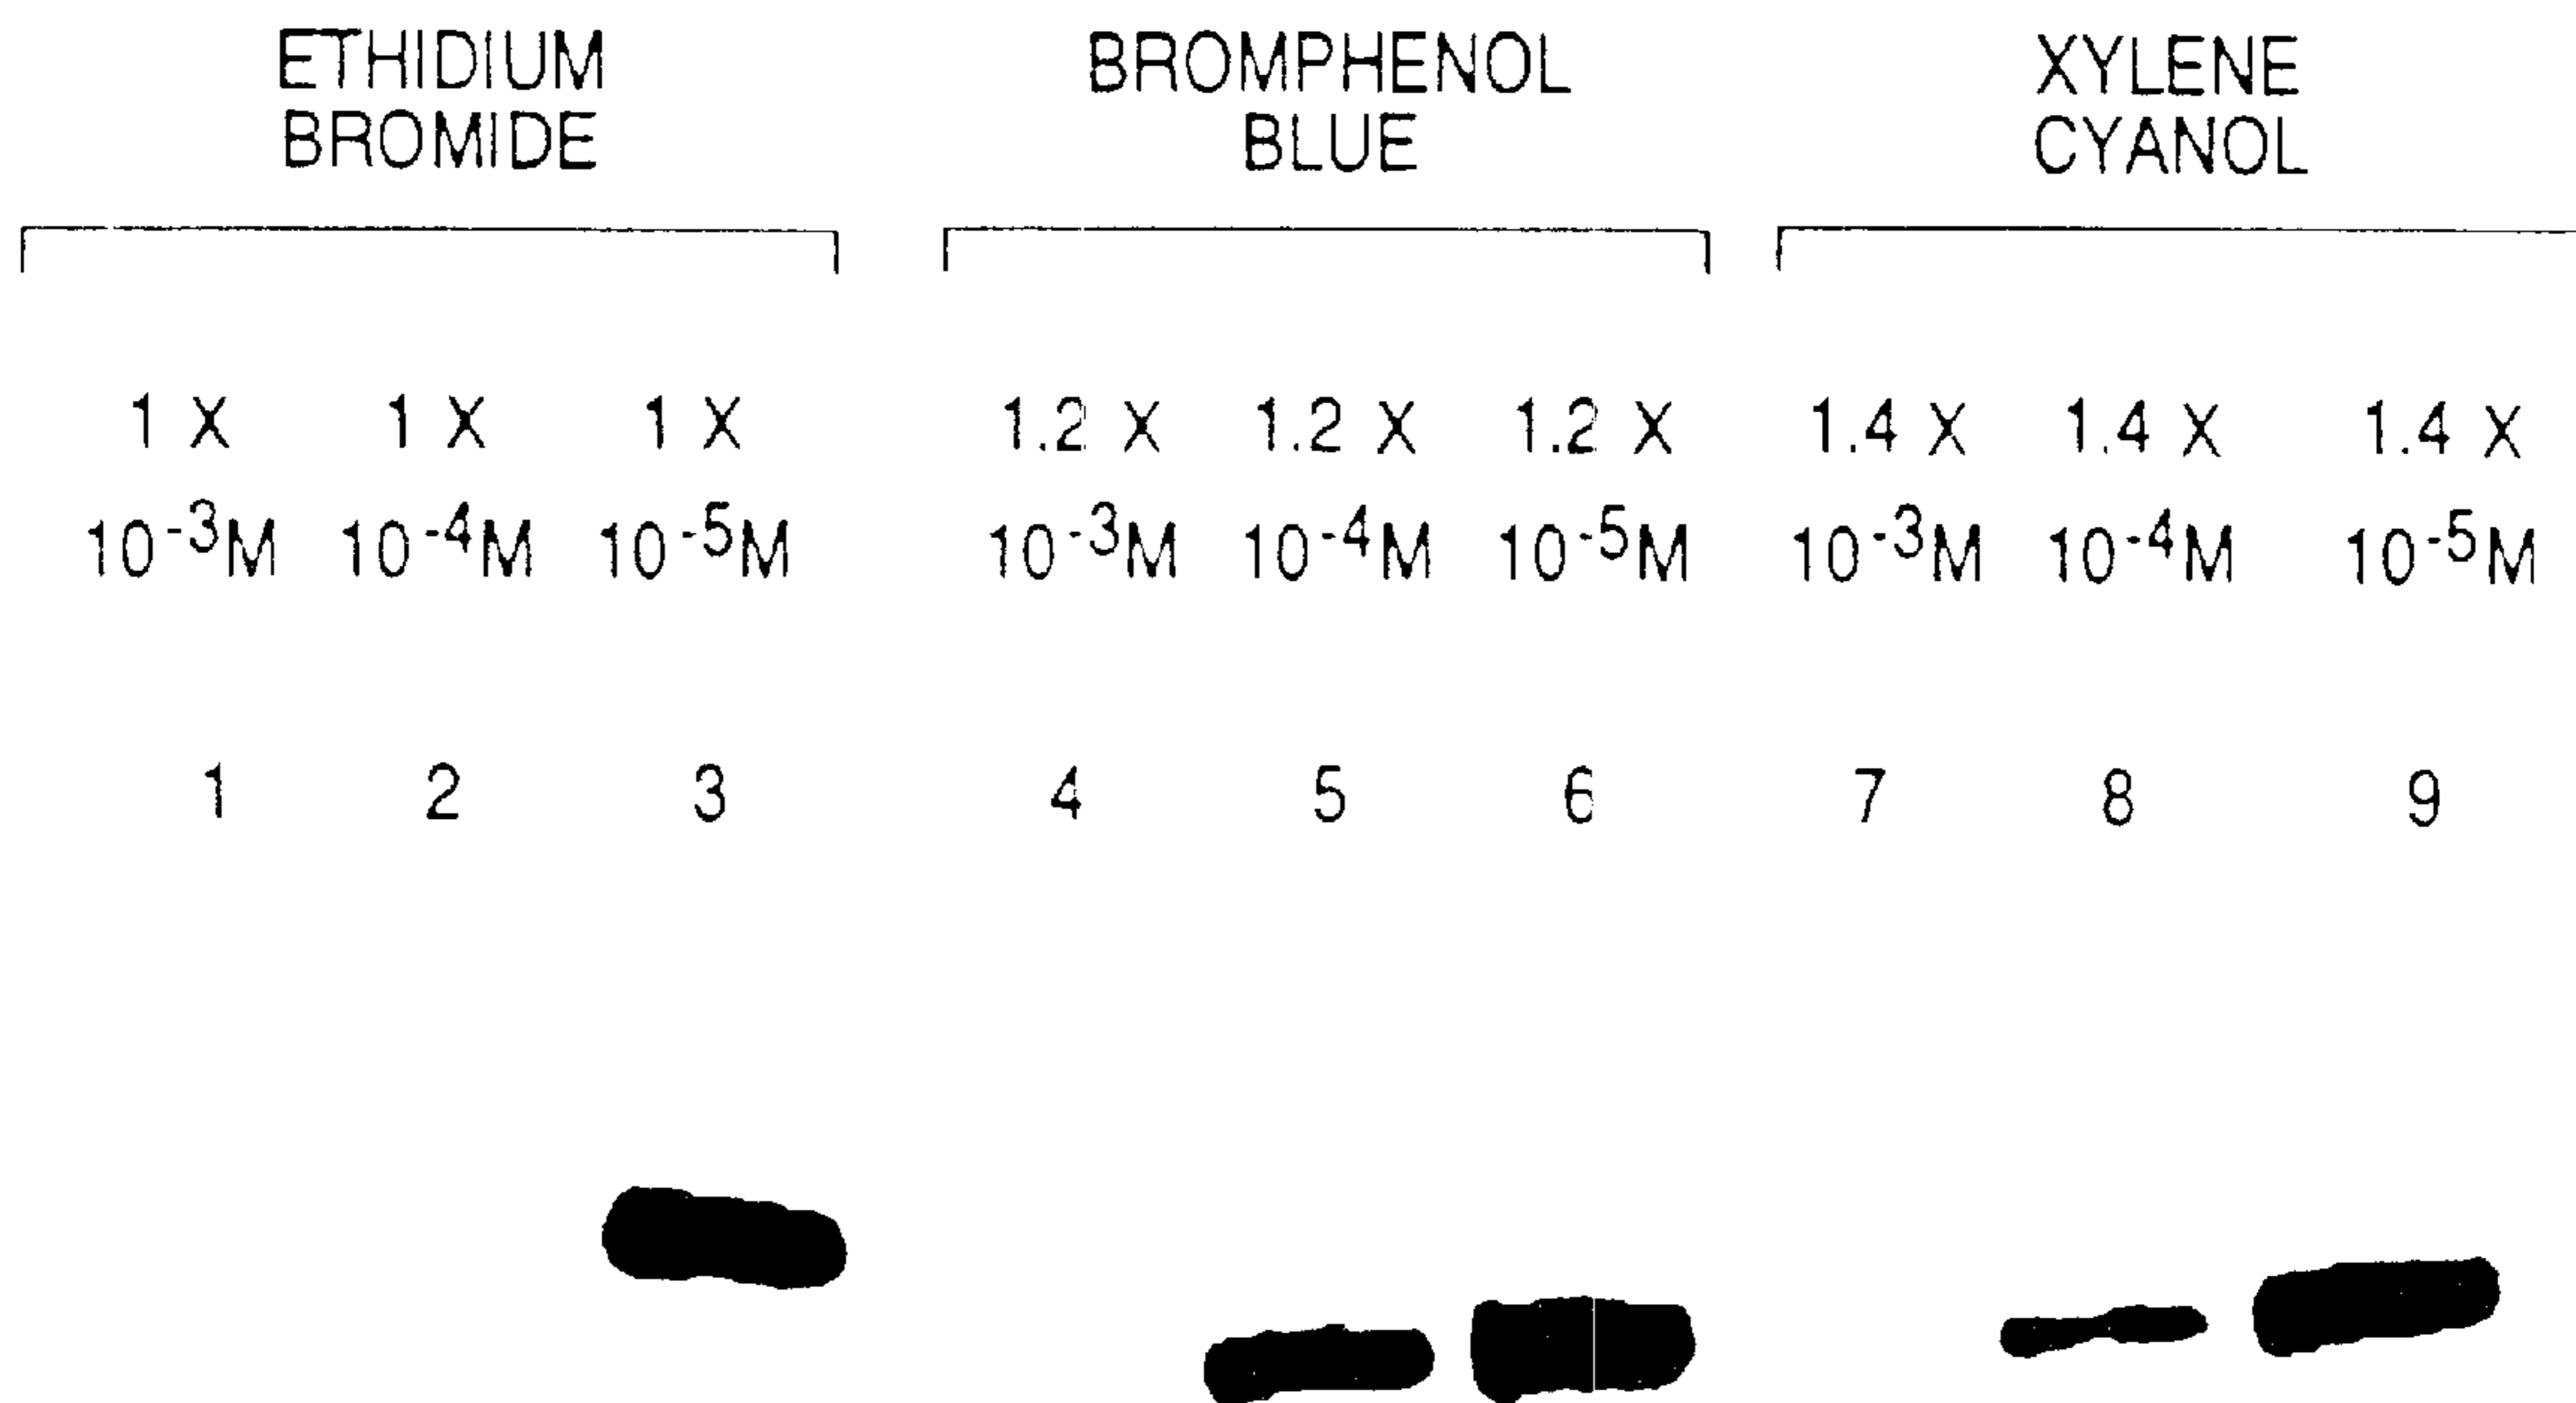 ETHIDIUM BROMPHENOL XYLENE
BROMIDE BLUE CYANOL
1 X 1 X 1 X 1.2 X 1.2 X 1.2 X 1.4 X 1.4 X 1.4 X
10⁻³M 10⁻⁴M 10⁻⁵M 10⁻³M 10⁻⁴M 10⁻⁵M 10⁻³M 10⁻⁴M 10⁻⁵M
1 2 3 4 5 6 7 8 9